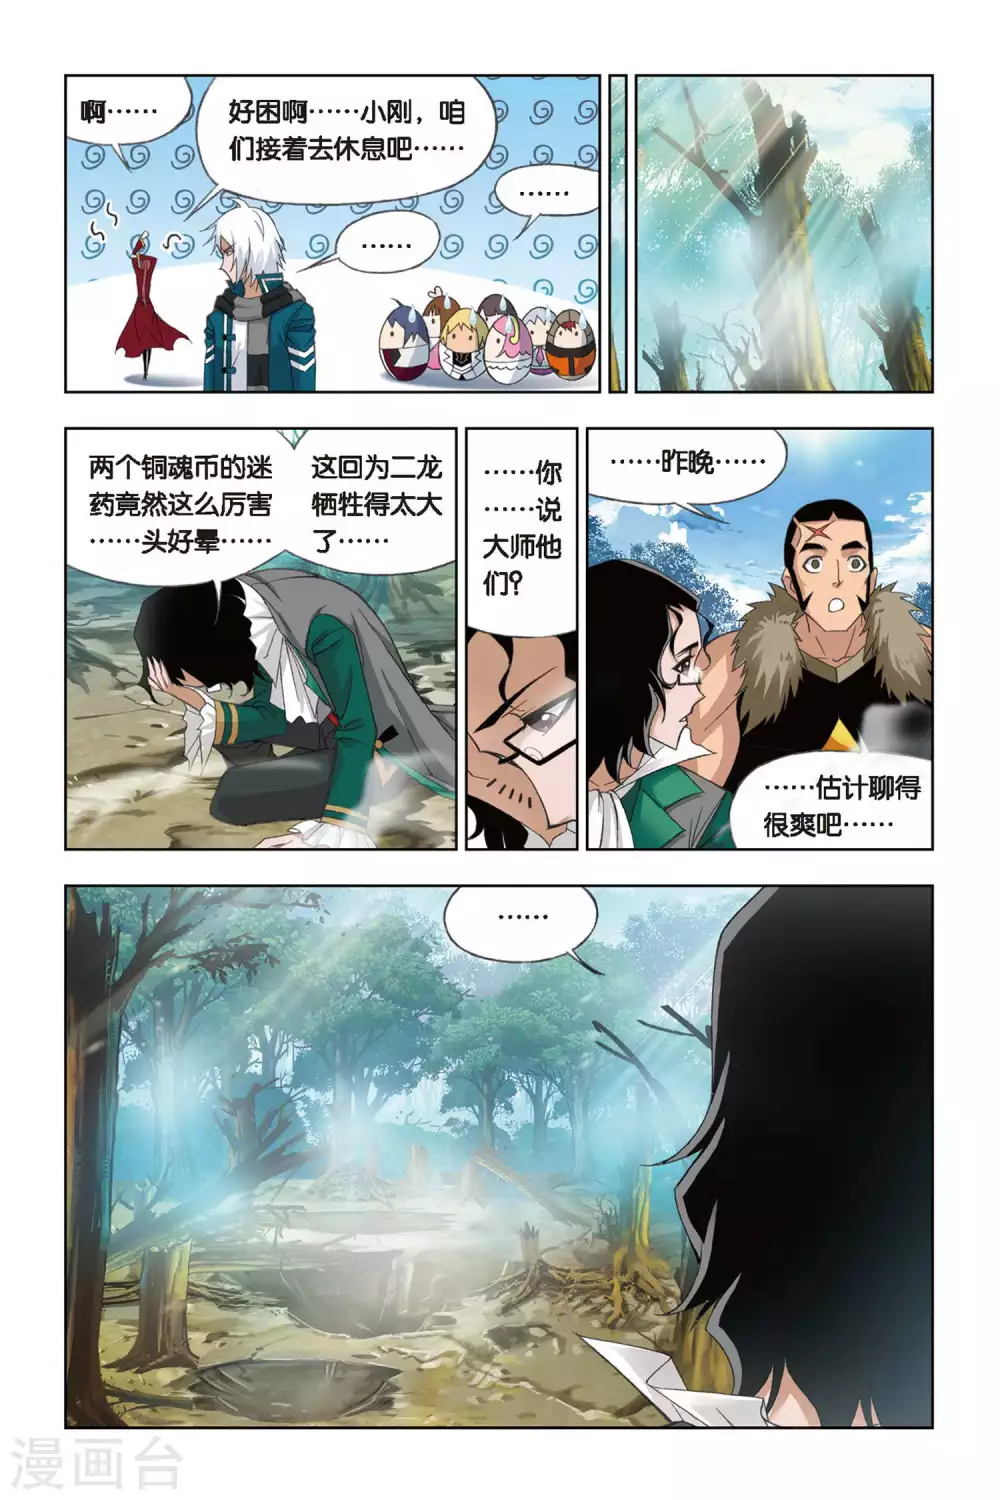 啊……
好困啊……小刚，咱
们接着去休息吧……
……
……
两个铜魂币的迷
药竟然这么厉害
……头好晕……
这回为二龙
牺牲得太大
了……
……你
……说
大师他
们？
……昨晚……
……估计聊得
很爽吧……
……
漫画台